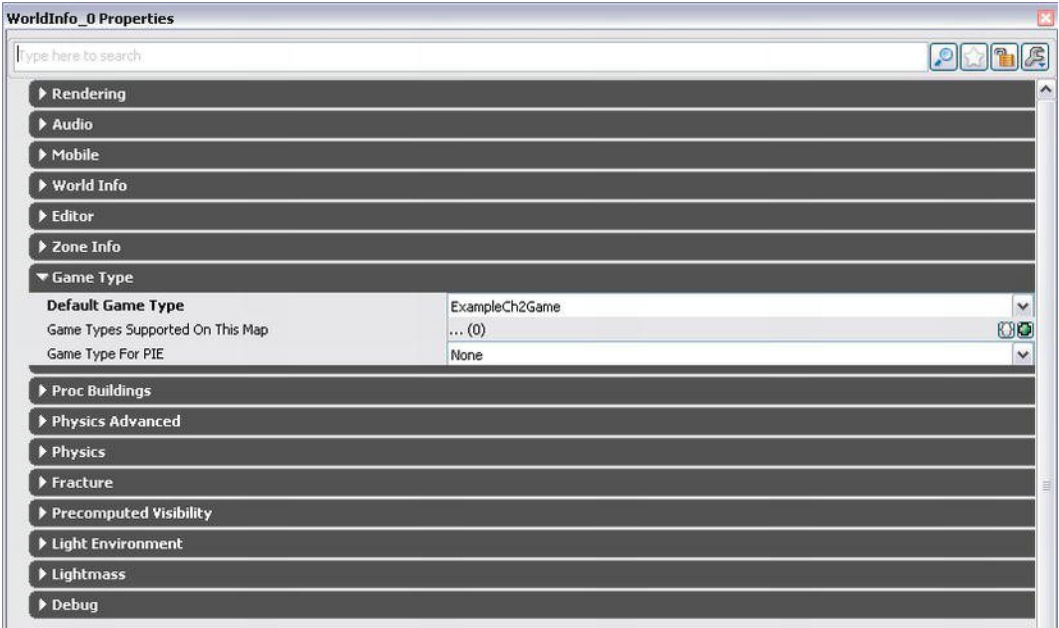 WorldInfo_0 Properties
Type here to search
Rendering
Audio
Mobile
World Info
Editor
Zone Info
Game Type
Default Game Type ExampleCh2Game
Game Types Supported On This Map ... (0)
Game Type For PIE None
Proc Buildings
Physics Advanced
Physics
Fracture
Precomputed Visibility
Light Environment
Lightmass
Debug